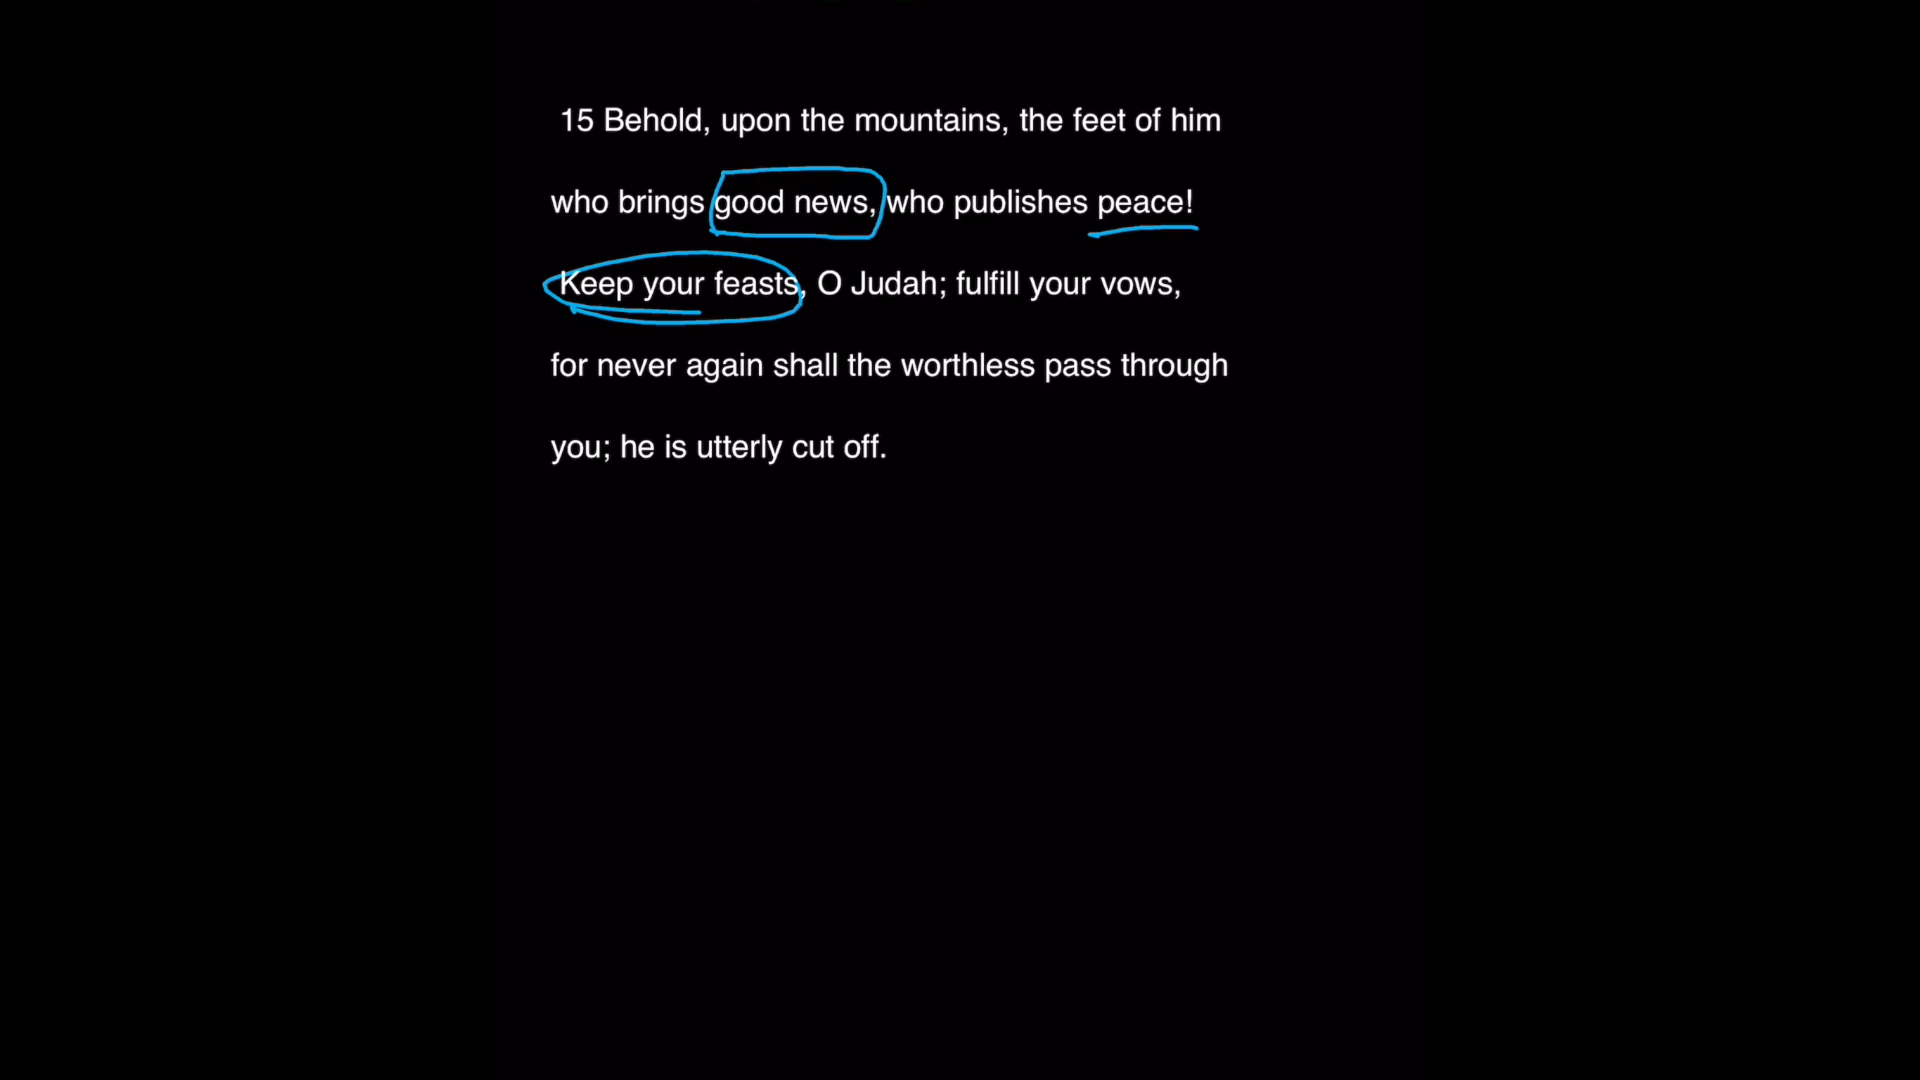 15 Behold, upon the mountains, the feet of him
who brings good news, who publishes peace!
Keep your feasts, O Judah; fulfill your vows,
for never again shall the worthless pass through
you; he is utterly cut off.